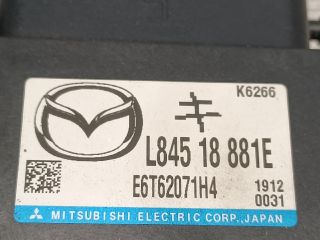 K6266
L845 18 881E
E6T62071H4 1912
0031
MITSUBISHI ELECTRIC CORP., JAPAN